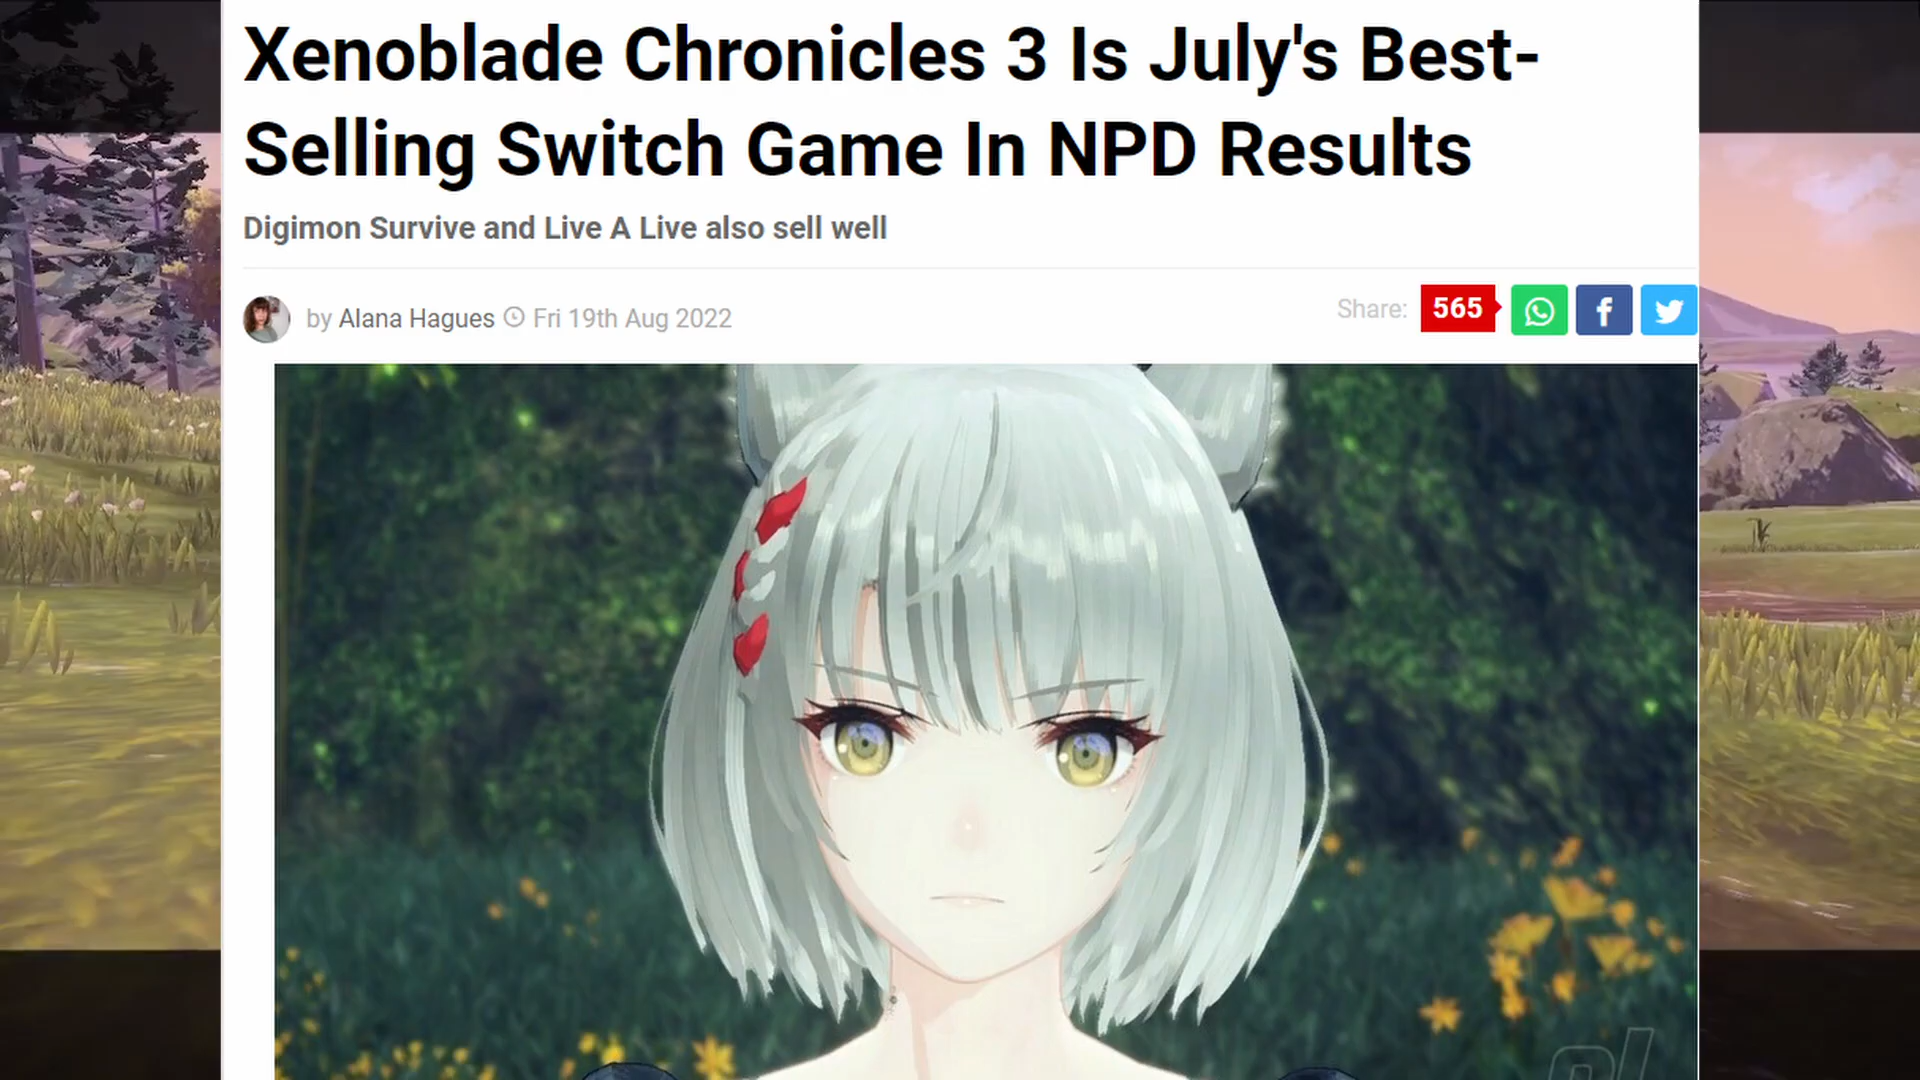 Xenoblade Chronicles 3 Is July's Best-
Selling Switch Game In NPD Results
Digimon Survive and Live A Live also sell well
by Alana Hagues Fri 19th Aug 2022
Share: 565
nl